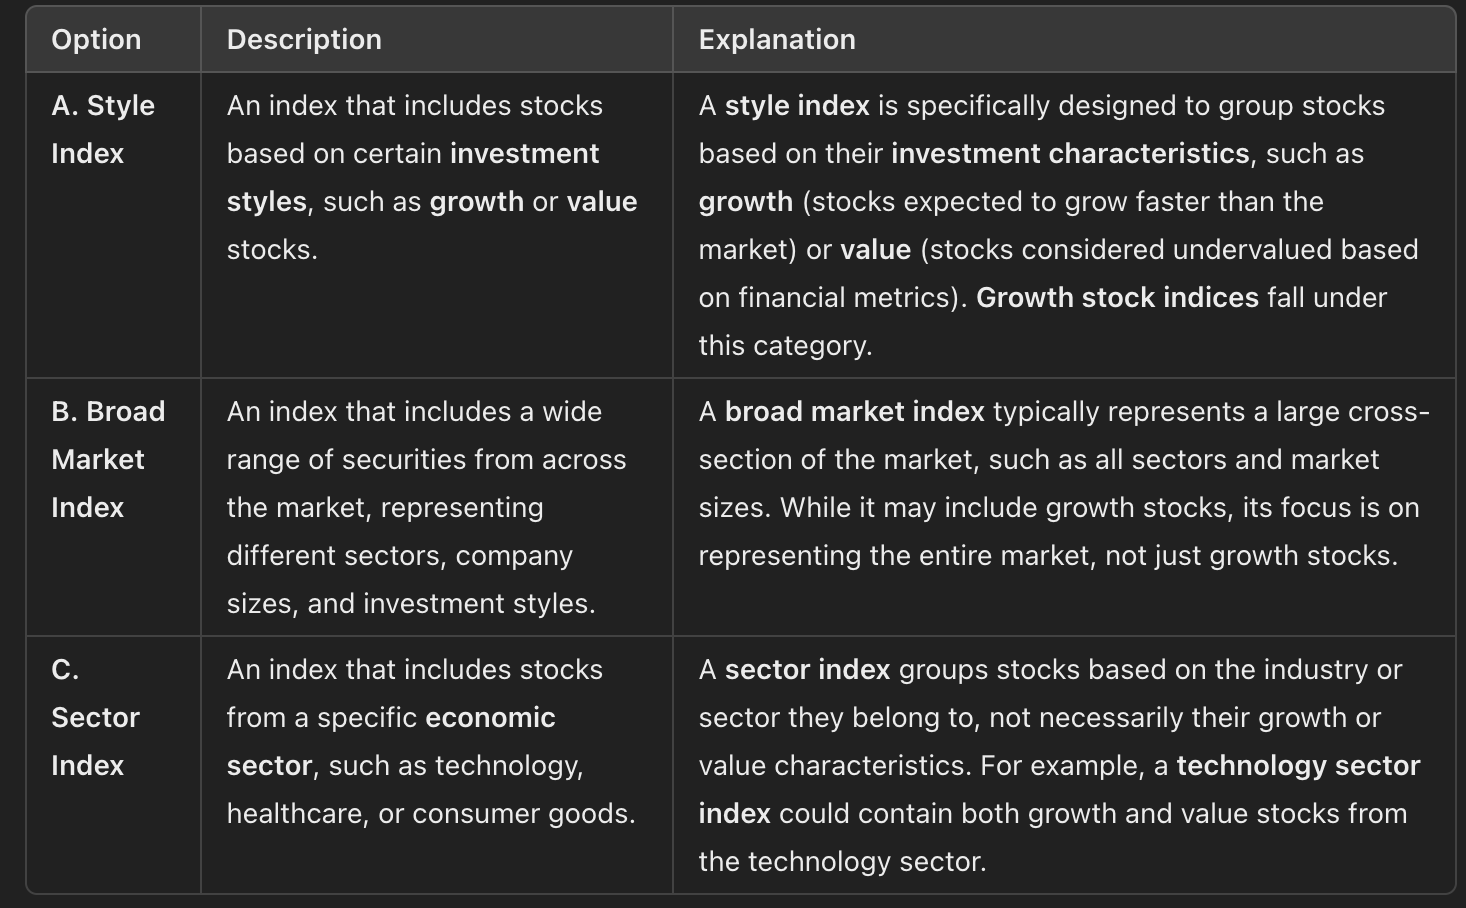 Option
Description
Explanation
A. Style
Index
An index that includes stocks
based on certain investment
styles, such as growth or value
stocks.
A style index is specifically designed to group stocks
based on their investment characteristics, such as
growth (stocks expected to grow faster than the
market) or value (stocks considered undervalued based
on financial metrics). Growth stock indices fall under
this category.
B. Broad
Market
Index
An index that includes a wide
range of securities from across
the market, representing
different sectors, company
sizes, and investment styles.
A broad market index typically represents a large cross-
section of the market, such as all sectors and market
sizes. While it may include growth stocks, its focus is on
representing the entire market, not just growth stocks.
C.
Sector
Index
An index that includes stocks
from a specific economic
sector, such as technology,
healthcare, or consumer goods.
A sector index groups stocks based on the industry or
sector they belong to, not necessarily their growth or
value characteristics. For example, a technology sector
index could contain both growth and value stocks from
the technology sector.